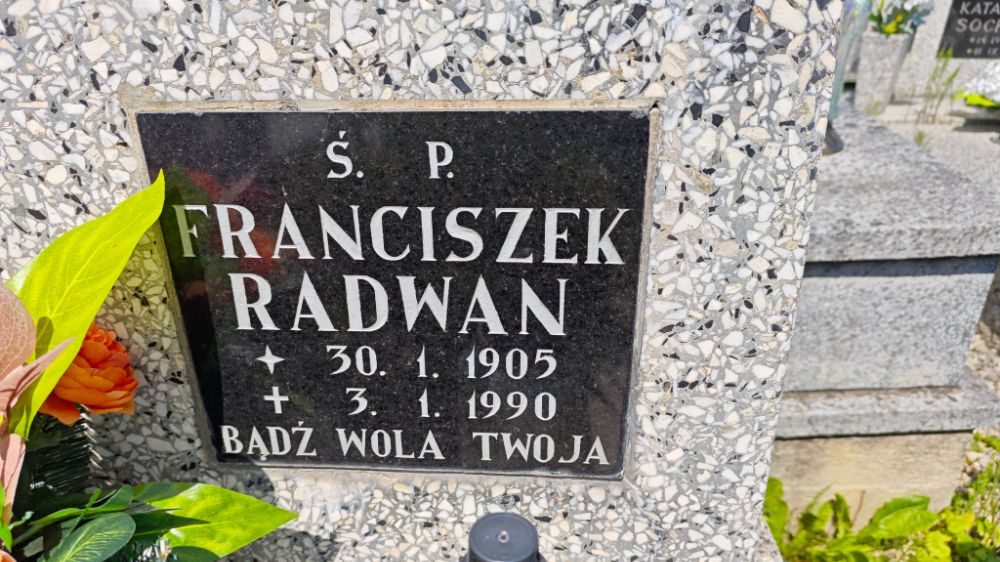 Ś. P.
FRANCISZEK
RADWAN
30. 1. 1905
3. 1. 1990
BĄDŹ WOLA TWOJA